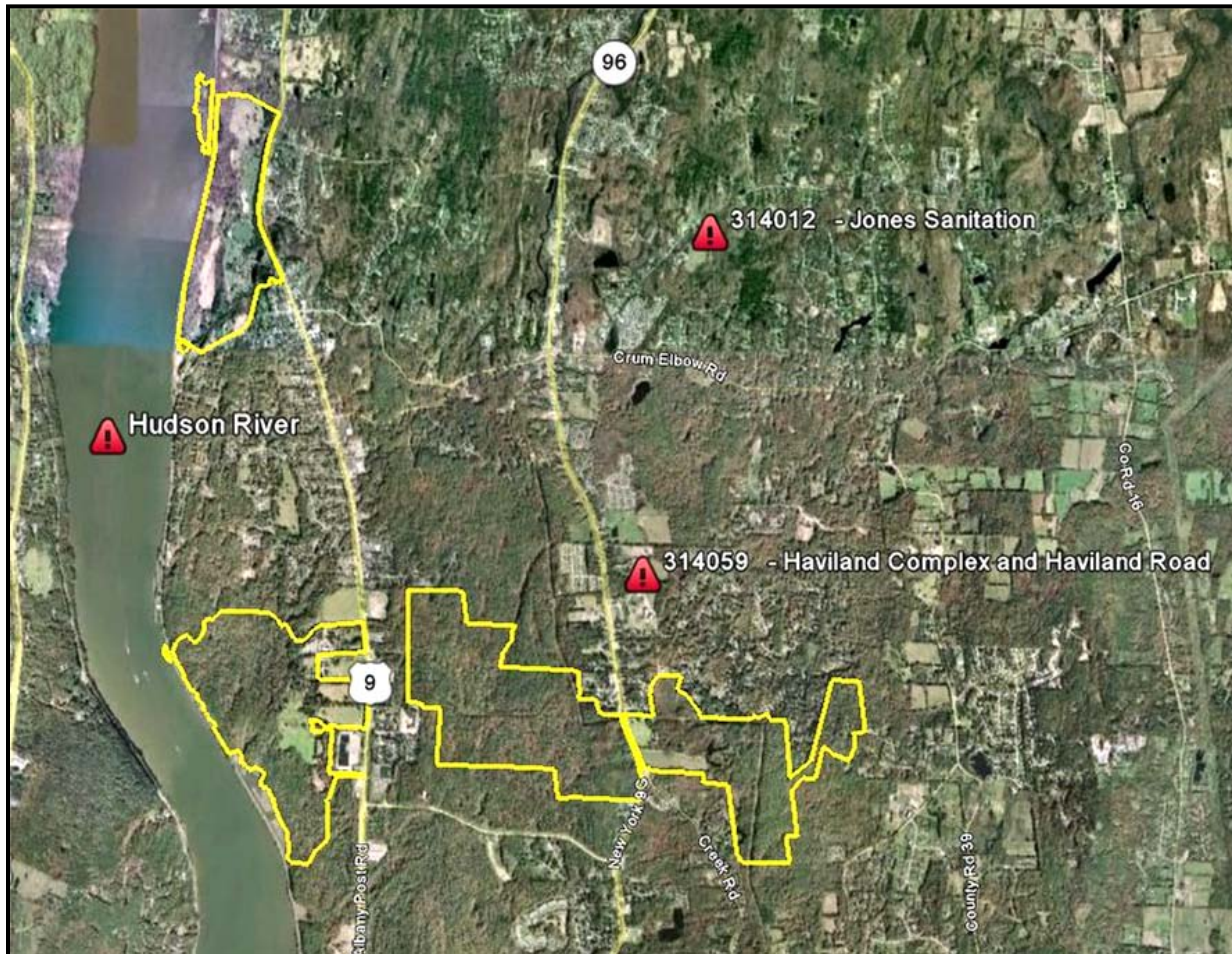 96
314012 - Jones Sanitation
Crum Elbow Rd
Hudson River
Co Rd 16
314059 - Haviland Complex and Haviland Road
9
New York 9 G
Creek Rd
Albany Post Rd
County Rd 39